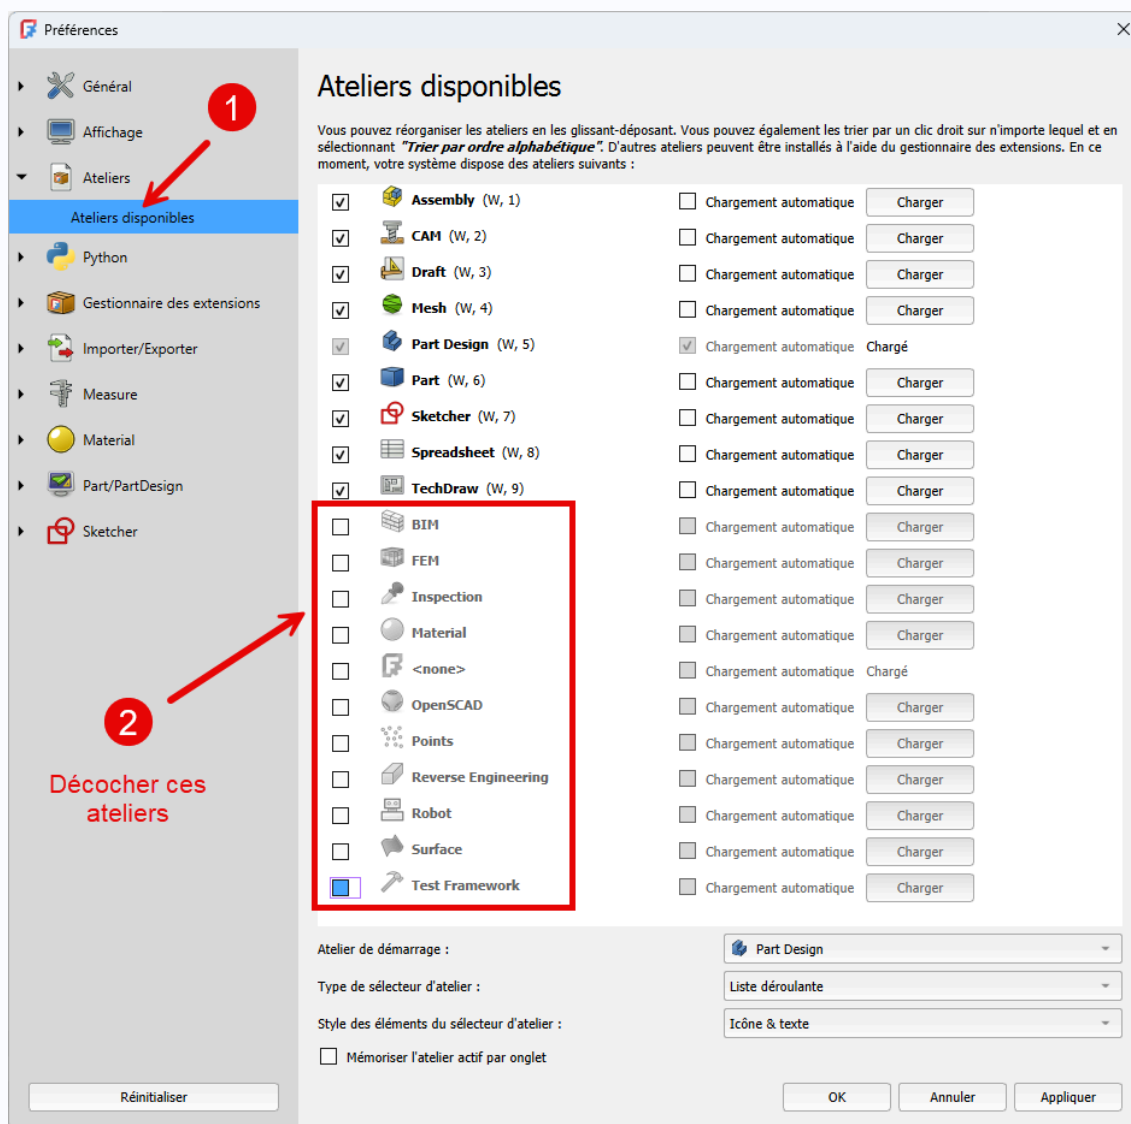 Préférences
Général
Affichage
Ateliers
Ateliers disponibles
Python
Gestionnaire des extensions
Importer/Exporter
Measure
Material
Part/PartDesign
Sketcher
1
2
Décocher ces
ateliers
Réinitialiser
Ateliers disponibles
Vous pouvez réorganiser les ateliers en les glissant-déposant. Vous pouvez également les trier par un clic droit sur n'importe lequel et en
sélectionnant "Trier par ordre alphabétique". D'autres ateliers peuvent être installés à l'aide du gestionnaire des extensions. En ce
moment, votre système dispose des ateliers suivants :
Assembly (W, 1) Chargement automatique Charger
CAM (W, 2) Chargement automatique Charger
Draft (W, 3) Chargement automatique Charger
Mesh (W, 4) Chargement automatique Charger
Part Design (W, 5) Chargement automatique Chargé
Part (W, 6) Chargement automatique Charger
Sketcher (W, 7) Chargement automatique Charger
Spreadsheet (W, 8) Chargement automatique Charger
TechDraw (W, 9) Chargement automatique Charger
BIM Chargement automatique Charger
FEM Chargement automatique Charger
Inspection Chargement automatique Charger
Material Chargement automatique Charger
<none> Chargement automatique Chargé
OpenSCAD Chargement automatique Charger
Points Chargement automatique Charger
Reverse Engineering Chargement automatique Charger
Robot Chargement automatique Charger
Surface Chargement automatique Charger
Test Framework Chargement automatique Charger
Atelier de démarrage : Part Design
Type de sélecteur d'atelier : Liste déroulante
Style des éléments du sélecteur d'atelier : Icône & texte
Mémoriser l'atelier actif par onglet
OK Annuler Appliquer